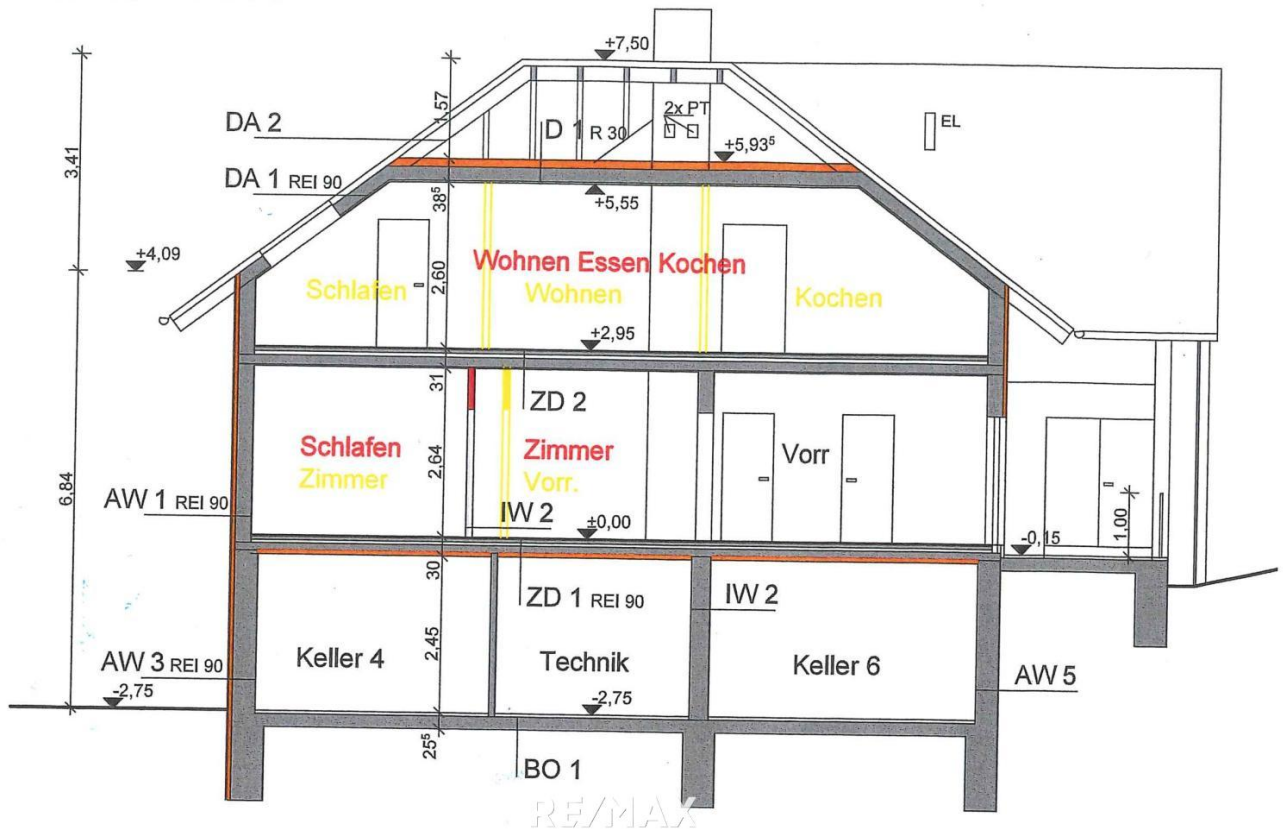 +7,50
1,57
2x PT
EL
DA 2
D 1 R 30
+5,93⁵
3,41
DA 1 REI 90
38⁵
+5,55
+4,09
Wohnen Essen Kochen
Schlafen
2,60
Wohnen
Kochen
+2,95
31
ZD 2
Schlafen
Zimmer
2,64
Zimmer
Vorr.
Vorr
6,84
AW 1 REI 90
IW 2
±0,00
1.00
-0,15
30
ZD 1 REI 90
IW 2
Keller 4
2,45
Technik
Keller 6
AW 3 REI 90
AW 5
-2,75
-2,75
25⁵
BO 1
RE/MAX